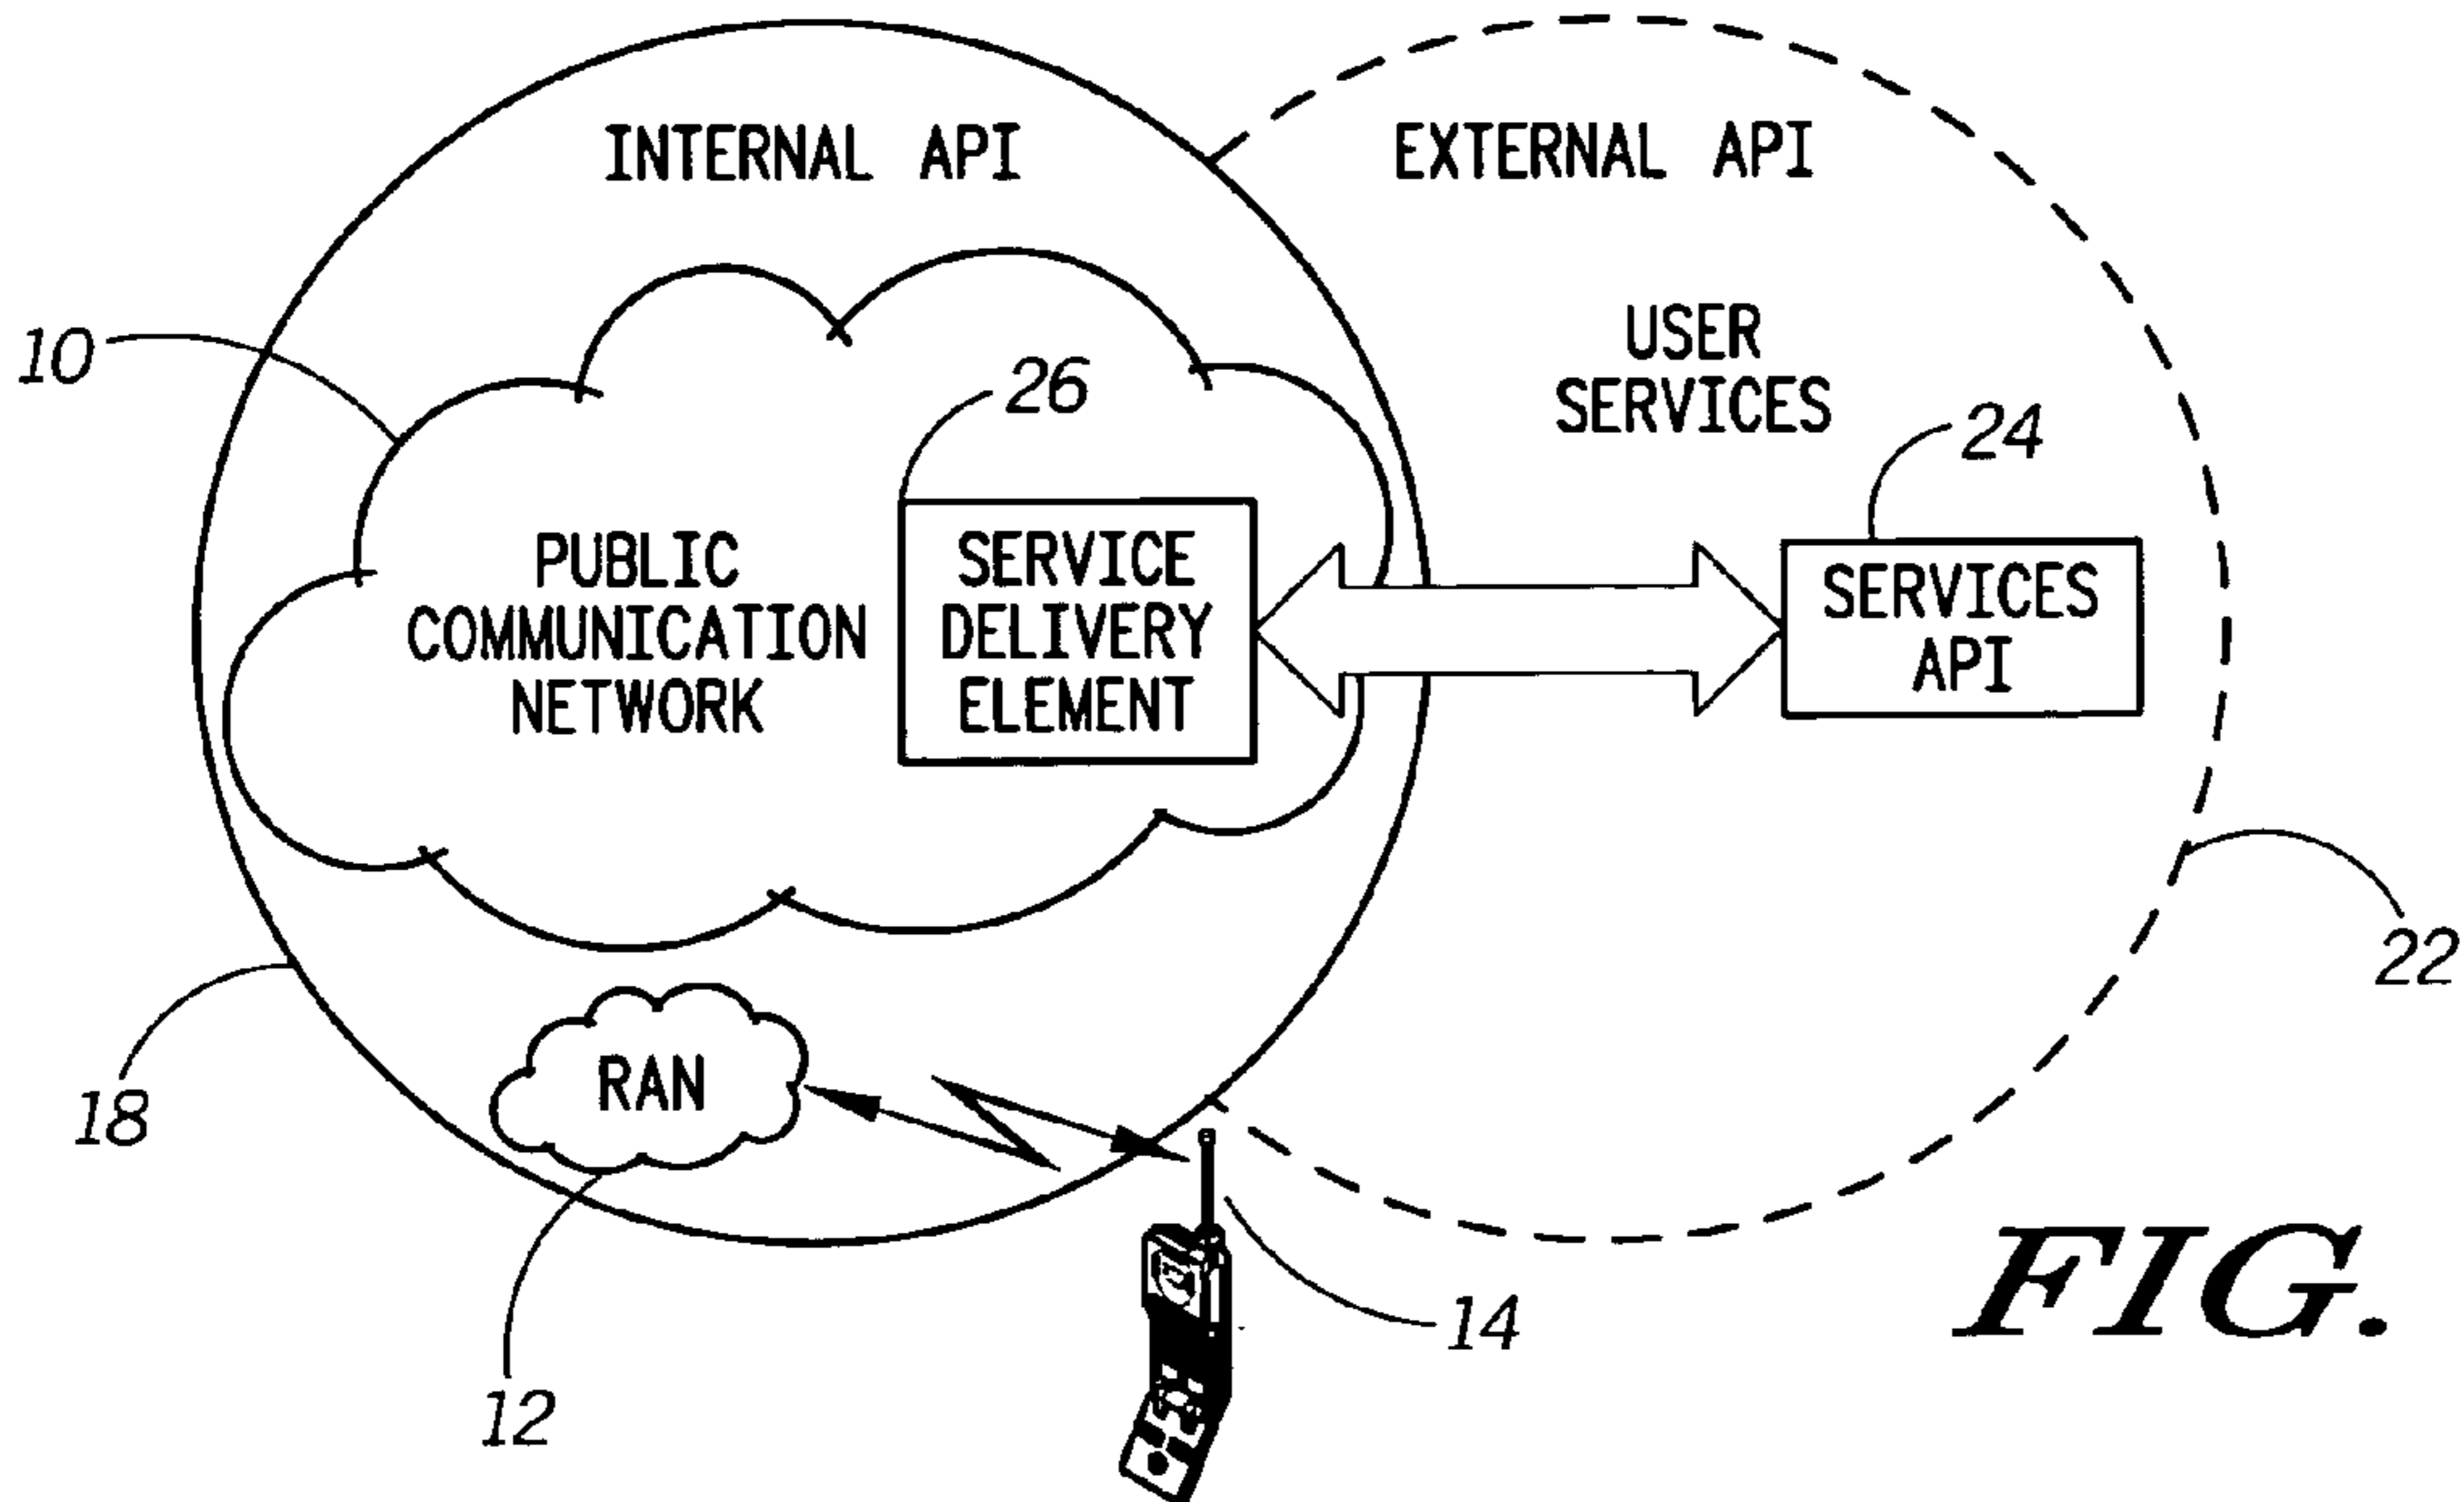 INTERNAL API
EXTERNAL API
10
26
USER
SERVICES
24
PUBLIC
COMMUNICATION
NETWORK
SERVICE
DELIVERY
ELEMENT
SERVICES
API
22
18
RAN
12
14
FIG.